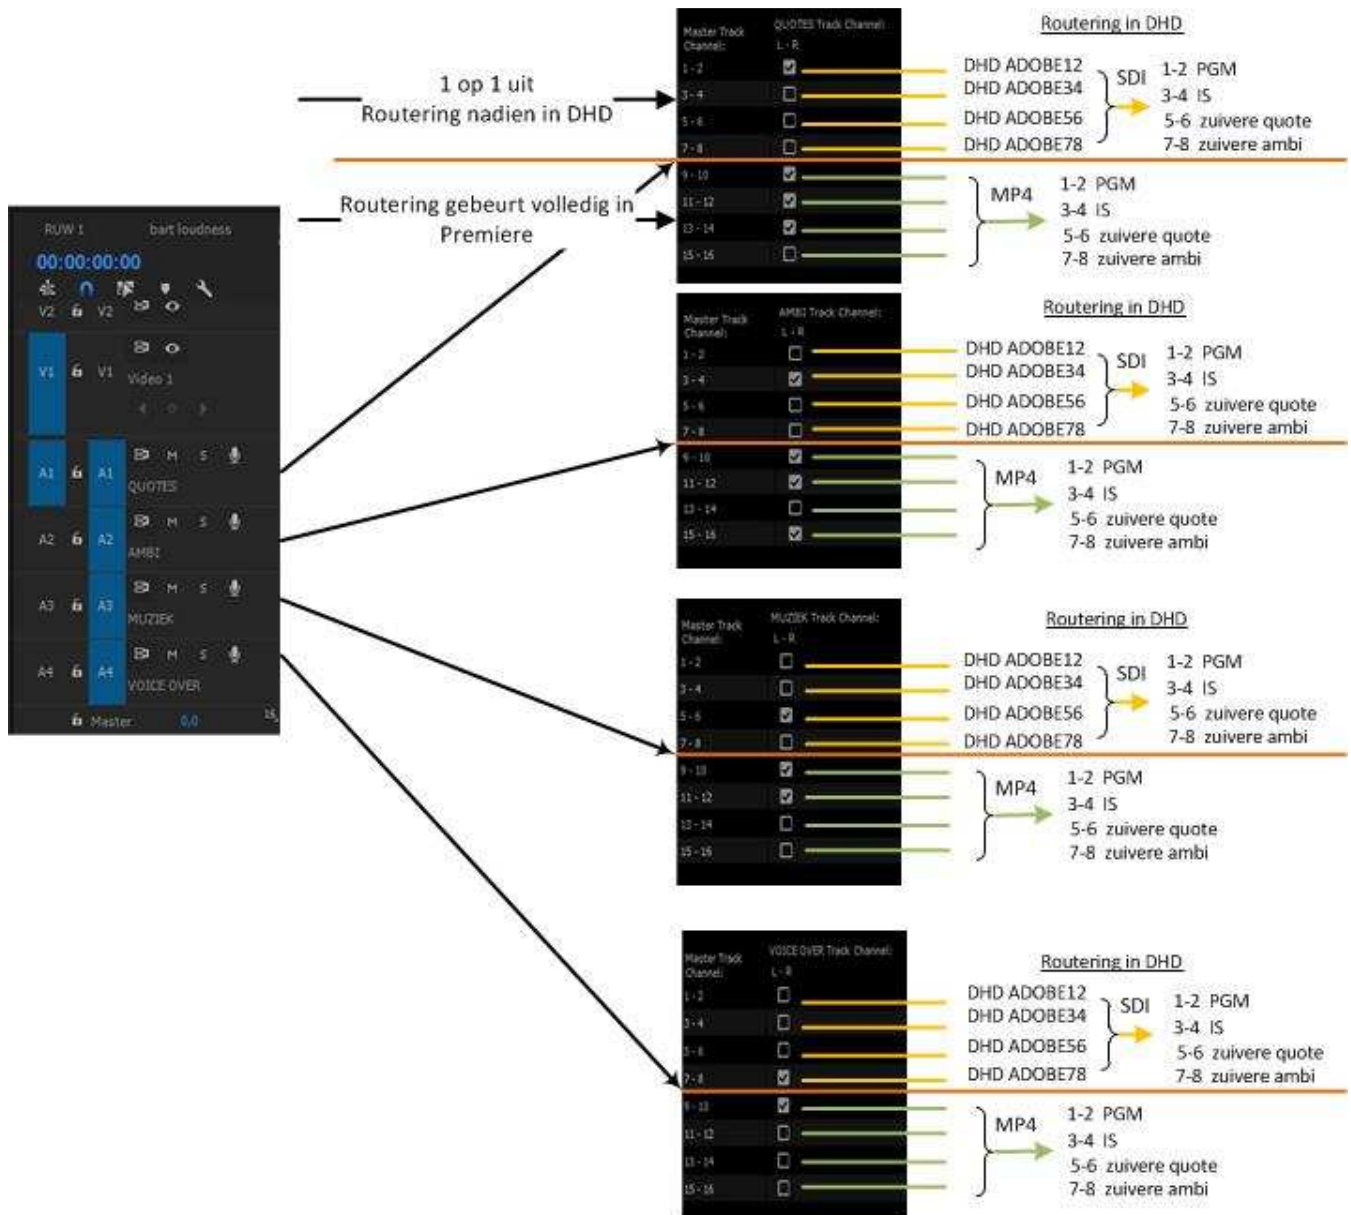 1 op 1 uit
Routering nadien in DHD
Routering gebeurt volledig in
Premiere
RUW 1 bart loudness
00:00:00:00
V2 V2
V1 V1 Video 1
A1 A1 M S
QUOTES
A2 A2 M S
AMBI
A3 A3 M S
MUZIEK
A4 A4 M S
VOICE OVER
Master 0,0
Master Track
Channel:
QUOTES Track Channel:
L - R
1 - 2
3 - 4
5 - 6
7 - 8
9 - 10
11 - 12
13 - 14
15 - 16
Routering in DHD
DHD ADOBE12
DHD ADOBE34
DHD ADOBE56
DHD ADOBE78
SDI
1-2 PGM
3-4 IS
5-6 zuivere quote
7-8 zuivere ambi
MP4
1-2 PGM
3-4 IS
5-6 zuivere quote
7-8 zuivere ambi
Master Track
Channel:
AMBI Track Channel:
L - R
1 - 2
3 - 4
5 - 6
7 - 8
9 - 10
11 - 12
13 - 14
15 - 16
Routering in DHD
DHD ADOBE12
DHD ADOBE34
DHD ADOBE56
DHD ADOBE78
SDI
1-2 PGM
3-4 IS
5-6 zuivere quote
7-8 zuivere ambi
MP4
1-2 PGM
3-4 IS
5-6 zuivere quote
7-8 zuivere ambi
Master Track
Channel:
MUZIEK Track Channel:
L - R
1 - 2
3 - 4
5 - 6
7 - 8
9 - 10
11 - 12
13 - 14
15 - 16
Routering in DHD
DHD ADOBE12
DHD ADOBE34
DHD ADOBE56
DHD ADOBE78
SDI
1-2 PGM
3-4 IS
5-6 zuivere quote
7-8 zuivere ambi
MP4
1-2 PGM
3-4 IS
5-6 zuivere quote
7-8 zuivere ambi
Master Track
Channel:
VOICE OVER Track Channel:
L - R
1 - 2
3 - 4
5 - 6
7 - 8
9 - 10
11 - 12
13 - 14
15 - 16
Routering in DHD
DHD ADOBE12
DHD ADOBE34
DHD ADOBE56
DHD ADOBE78
SDI
1-2 PGM
3-4 IS
5-6 zuivere quote
7-8 zuivere ambi
MP4
1-2 PGM
3-4 IS
5-6 zuivere quote
7-8 zuivere ambi